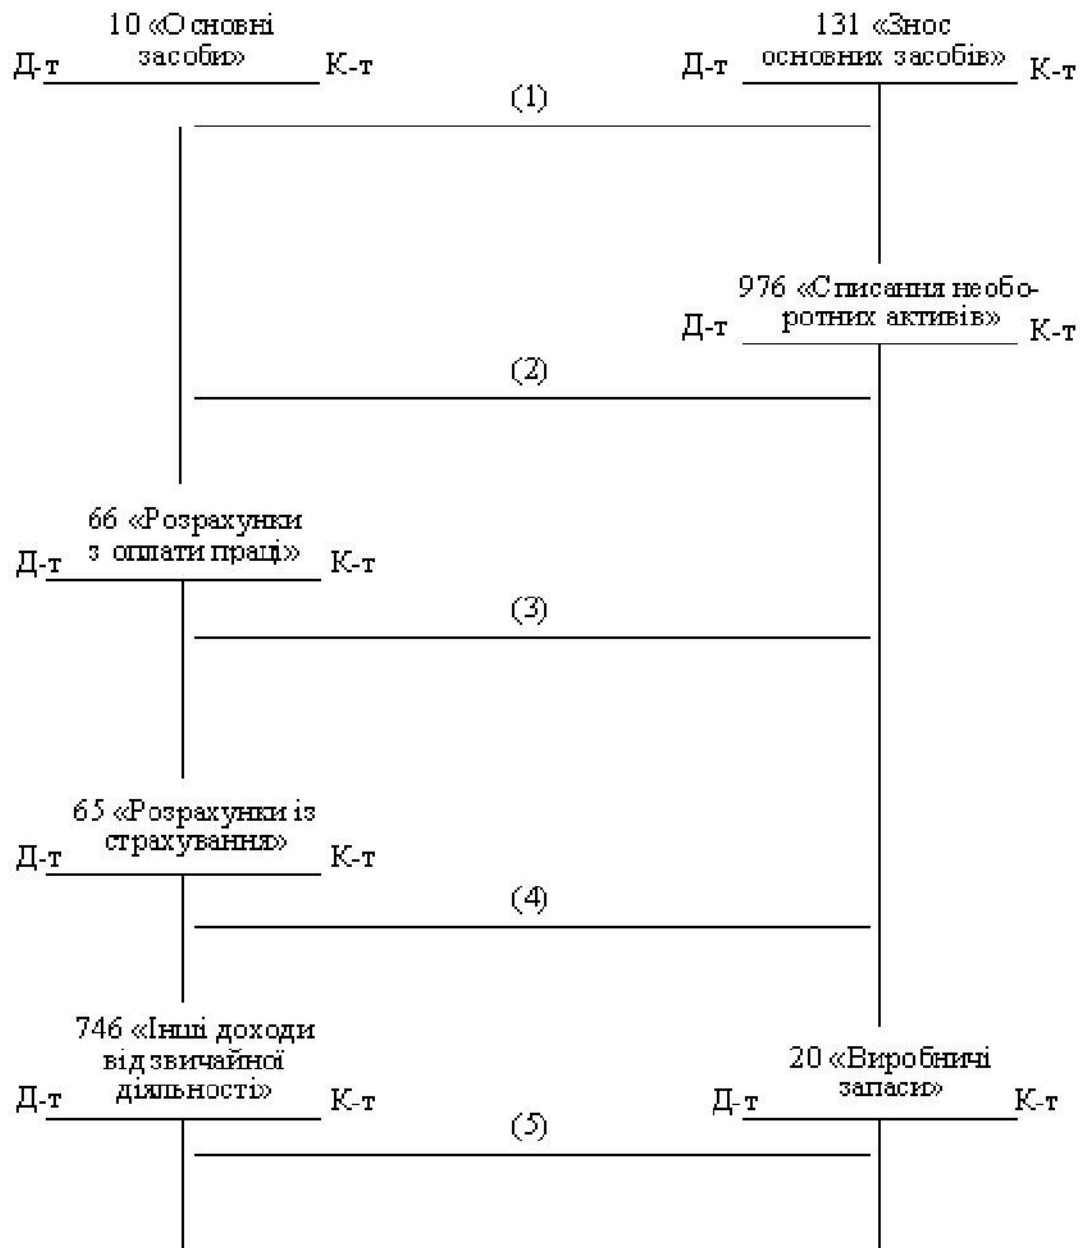 10 «Основні
засоби»
Д-т К-т
131 «Знос
основних засобів»
Д-т К-т
(1)
976 «Списання необо-
ротних активів»
Д-т К-т
(2)
66 «Розрахунки
з оплати праці»
Д-т К-т
(3)
65 «Розрахунки із
страхування»
Д-т К-т
(4)
746 «Інші доходи
від звичайної
діяльності»
Д-т К-т
20 «Виробничі
запаси»
Д-т К-т
(5)